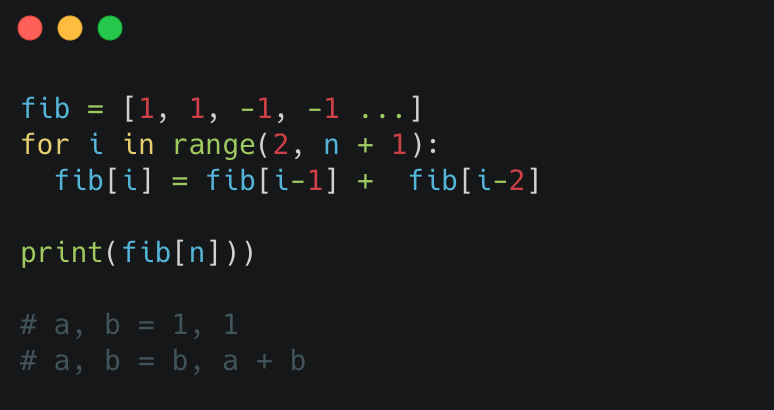 fib = [1, 1, -1, -1 ...]
for i in range(2, n + 1):
  fib[i] = fib[i-1] +  fib[i-2]
print(fib[n]))
# a, b = 1, 1
# a, b = b, a + b